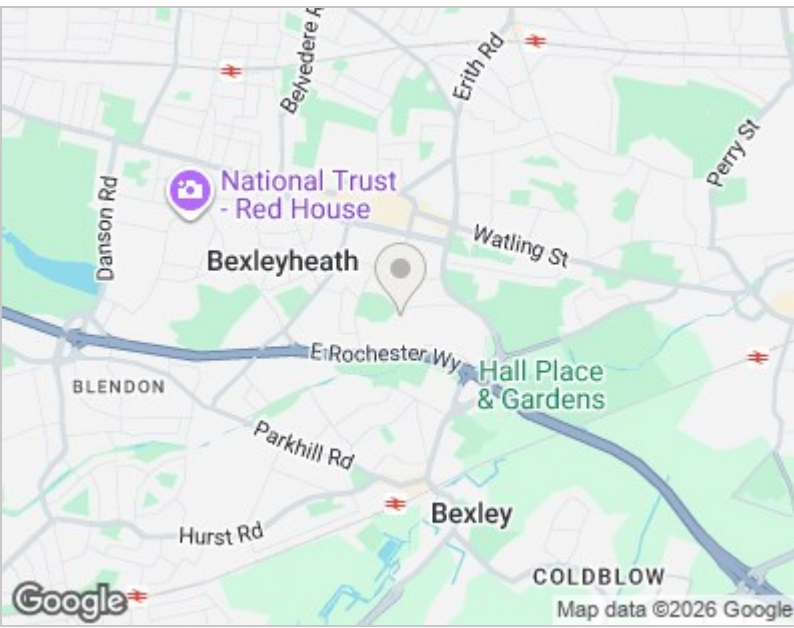 Belvedere R
Erith Rd
Perry St
National Trust
- Red House
Danson Rd
Watling St
Bexleyheath
E Rochester Wy
Hall Place
& Gardens
BLENDON
Parkhill Rd
Bexley
Hurst Rd
COLDBLOW
Google
Map data ©2026 Google